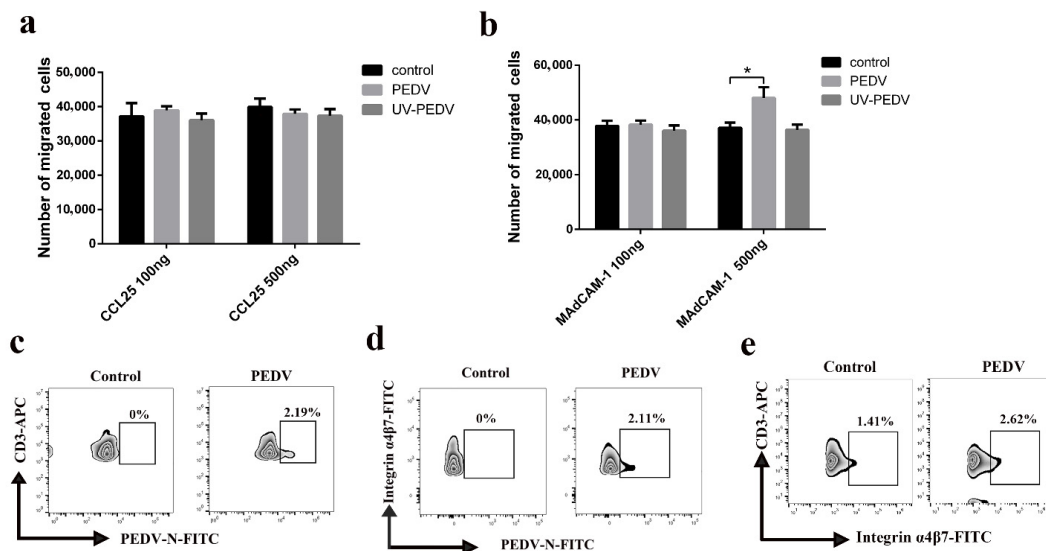 a
Number of migrated cells
50,000
40,000
30,000
20,000
10,000
0
CCL25 100ng
CCL25 500ng
control
PEDV
UV-PEDV
b
Number of migrated cells
60,000
40,000
20,000
0
*
MAdCAM-1 100ng
MAdCAM-1 500ng
control
PEDV
UV-PEDV
c
Control
PEDV
0%
2.19%
CD3-APC
PEDV-N-FITC
d
Control
PEDV
0%
2.11%
Integrin α4β7-FITC
PEDV-N-FITC
e
Control
PEDV
1.41%
2.62%
CD3-APC
Integrin α4β7-FITC